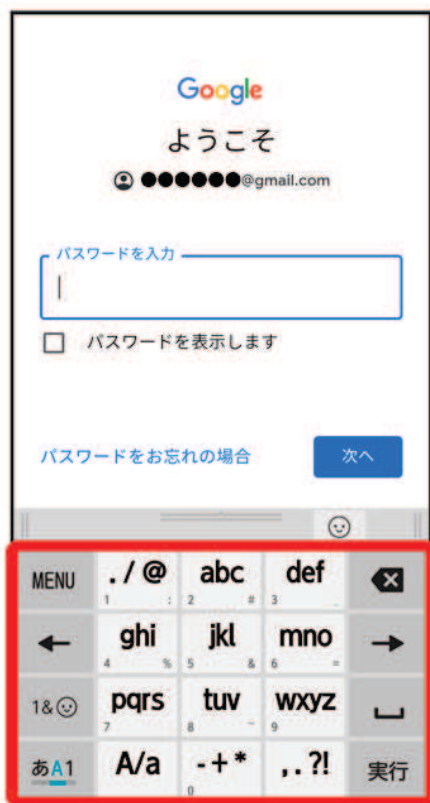 Google
ようこそ
●●●●●●@gmail.com
パスワードを入力
パスワードを表示します
パスワードをお忘れの場合 次へ
MENU ./@ abc def
1 : 2 # 3 _
← ghi jkl mno →
4 % 5 & 6 =
1&☺ pqrs tuv wxyz
7 8 9
あA1 A/a -+* ,.?! 実行
0